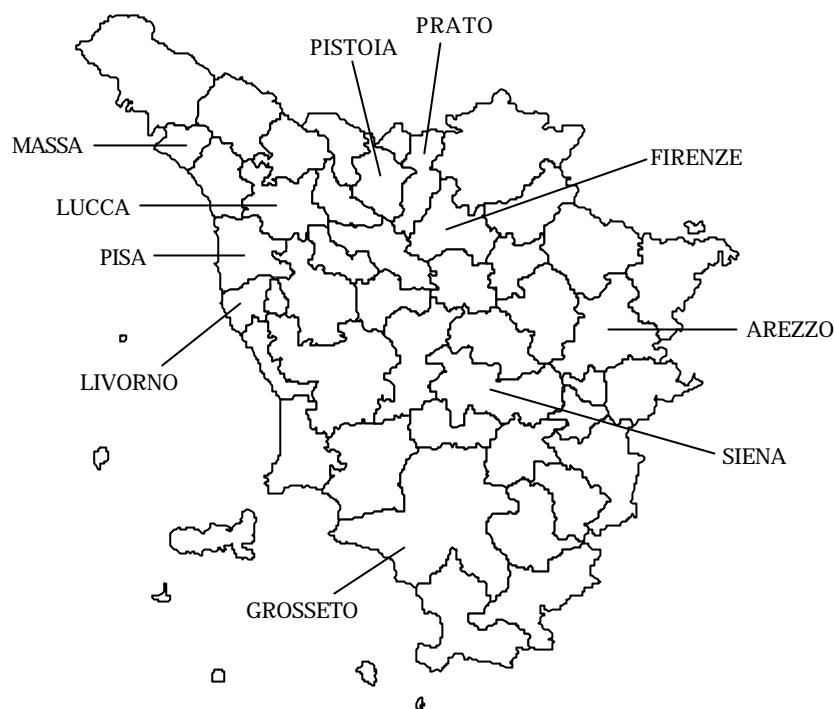 PRATO
PISTOIA
MASSA
FIRENZE
LUCCA
PISA
AREZZO
LIVORNO
SIENA
GROSSETO